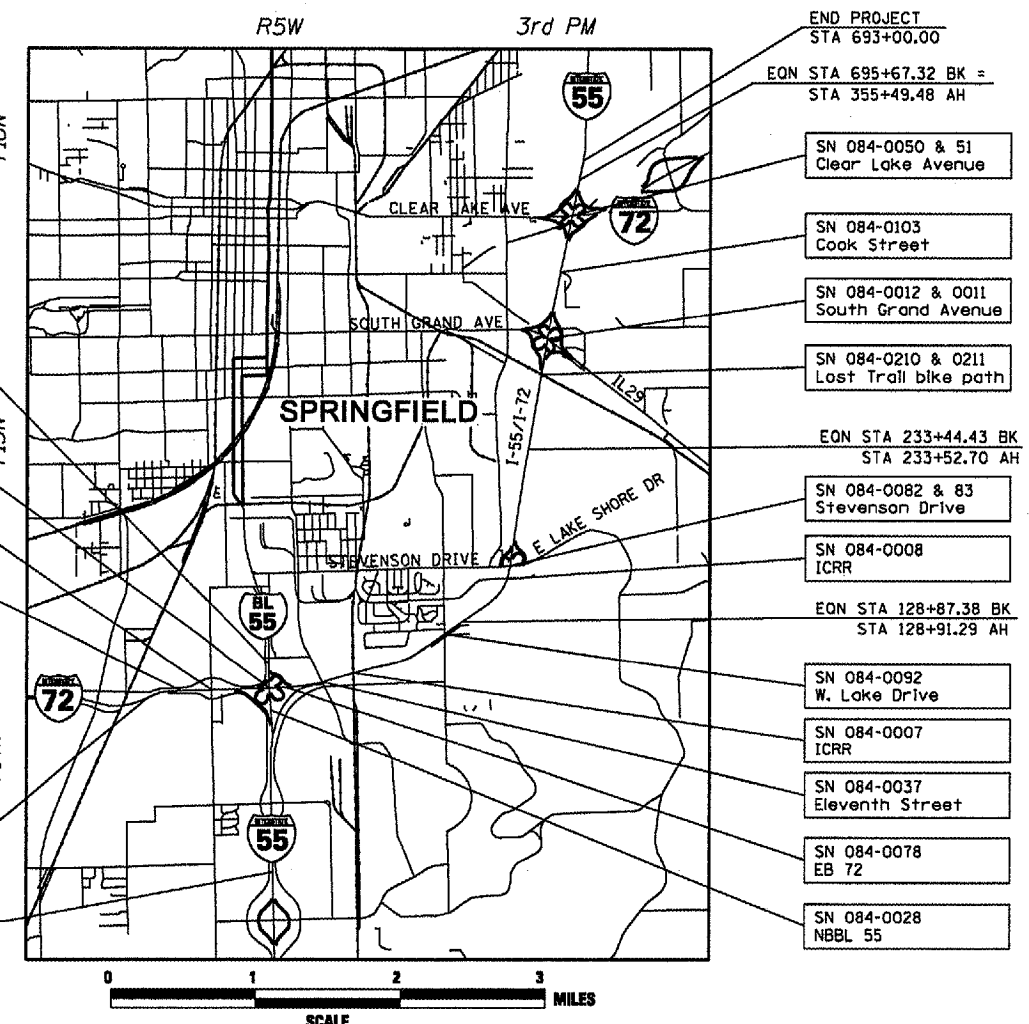 R5W
3rd PM
END PROJECT
STA 693+00.00
EQN STA 695+67.32 BK =
STA 355+49.48 AH
SN 084-0050 & 51
Clear Lake Avenue
SN 084-0103
Cook Street
SN 084-0012 & 0011
South Grand Avenue
SN 084-0210 & 0211
Lost Trail bike path
EQN STA 233+44.43 BK
STA 233+52.70 AH
SN 084-0082 & 83
Stevenson Drive
SN 084-0008
ICRR
EQN STA 128+87.38 BK
STA 128+91.29 AH
SN 084-0092
W. Lake Drive
SN 084-0007
ICRR
SN 084-0037
Eleventh Street
SN 084-0078
EB 72
SN 084-0028
NBBL 55
INTERSTATE
55
CLEAR LAKE AVE
INTERSTATE
72
SOUTH GRAND AVE
IL29
SPRINGFIELD
I-55/I-72
E LAKE SHORE DR
STEVENSON DRIVE
BL
55
INTERSTATE
72
INTERSTATE
55
0 1 2 3
MILES
SCALE